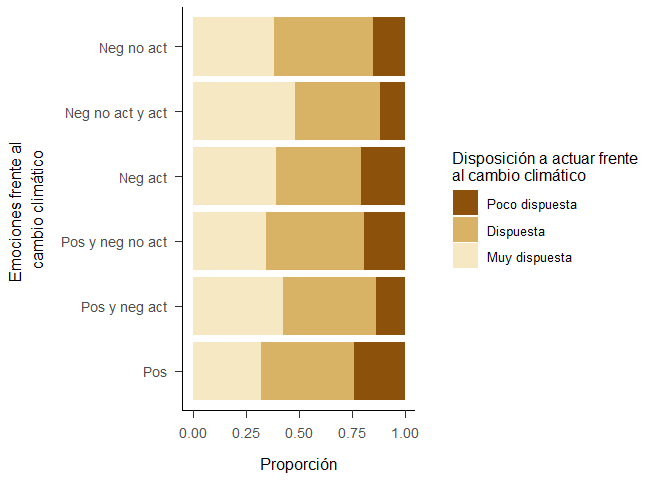 Emociones frente al
cambio climático
Neg no act
Neg no act y act
Neg act
Pos y neg no act
Pos y neg act
Pos
0.00
0.25
0.50
0.75
1.00
Proporción
Disposición a actuar frente
al cambio climático
Poco dispuesta
Dispuesta
Muy dispuesta